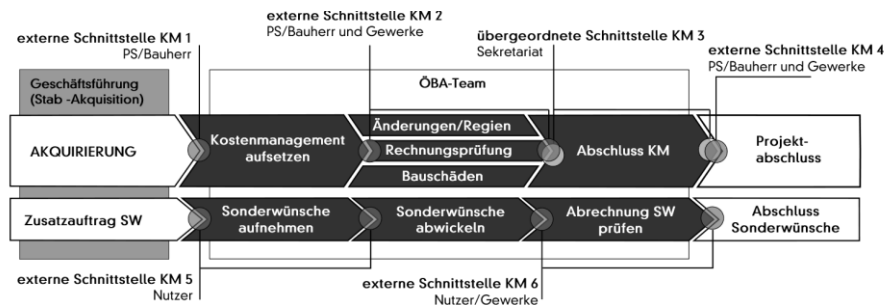 externe Schnittstelle KM 2
PS/Bauherr und Gewerke
externe Schnittstelle KM 1
PS/Bauherr
übergeordnete Schnittstelle KM 3
Sekretariat
externe Schnittstelle KM 4
PS/Bauherr und Gewerke
Geschäftsführung
(Stab -Akquisition)
ÖBA-Team
AKQUIRIERUNG
Kostenmanagement
aufsetzen
Änderungen/Regien
Rechnungsprüfung
Bauschäden
Abschluss KM
Projekt-
abschluss
Zusatzauftrag SW
Sonderwünsche
aufnehmen
Sonderwünsche
abwickeln
Abrechnung SW
prüfen
Abschluss
Sonderwünsche
externe Schnittstelle KM 5
Nutzer
externe Schnittstelle KM 6
Nutzer/Gewerke